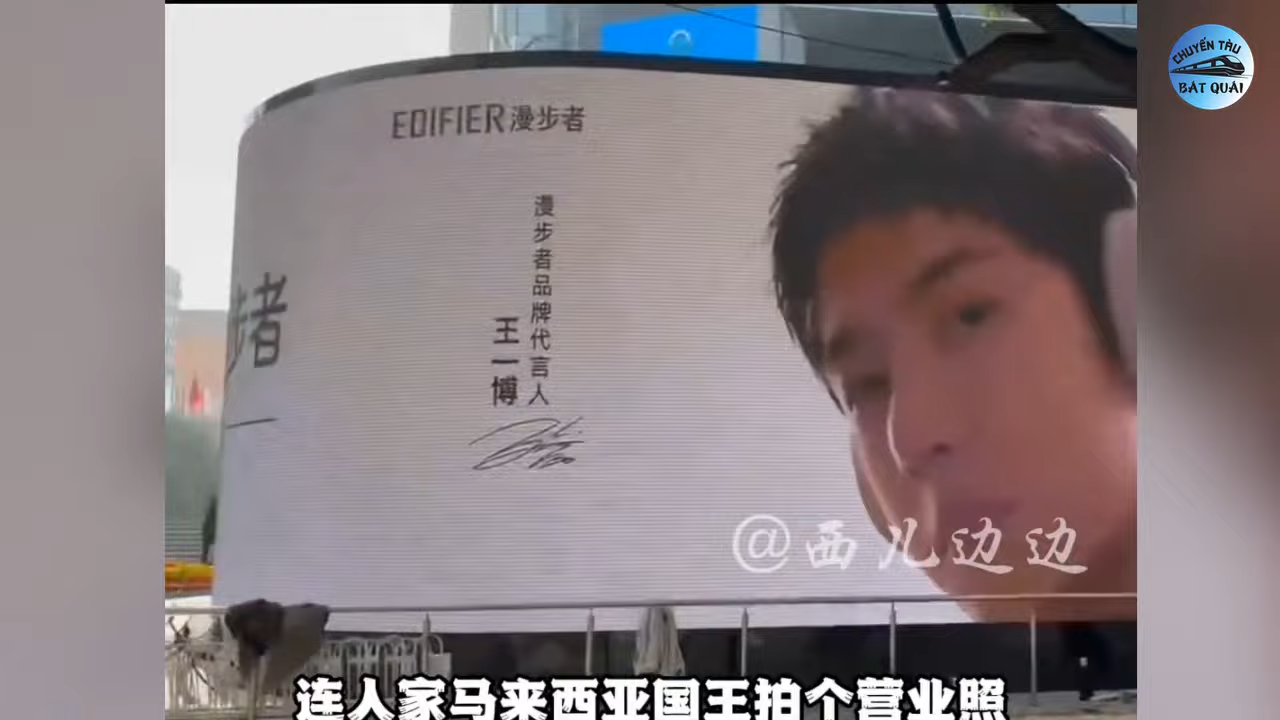 CHUYẾN TÀU
BÁT QUÁI
EDIFIER漫步者
漫步者品牌代言人
王一博
步者
@西儿边边
连人家马来西亚国王拍个营业照